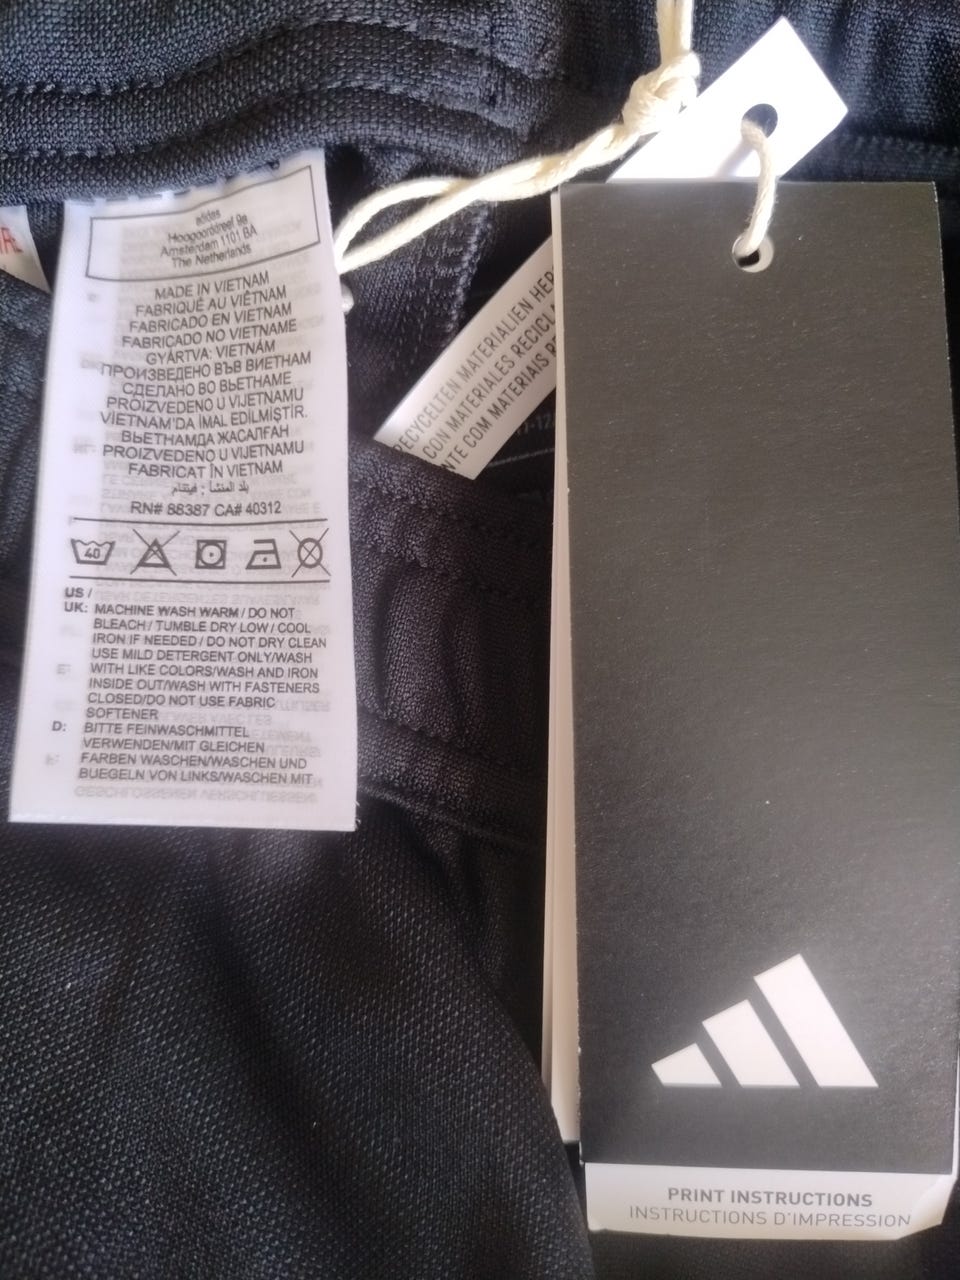 adidas
Hoogoorddreef 9a
Amsterdam 1101 BA
The Netherlands
MADE IN VIETNAM
FABRIQUÉ AU VIÊTNAM
FABRICADO EN VIETNAM
FABRICADO NO VIETNAME
GYÁRTVA: VIETNÁM
ПРОИЗВЕДЕНО ВЪВ ВИЕТНАМ
СДЕЛАНО ВО ВЬЕТНАМЕ
PROIZVEDENO U VIJETNAMU
VİETNAM'DA İMAL EDİLMİŞTİR.
ВЬЕТНАМДА ЖАСАЛҒАН
PROIZVEDENO U VIJETNAMU
FABRICAT ÎN VIETNAM
بلد المنشأ : فيتنام
RN# 88387 CA# 40312
40
US /
UK: MACHINE WASH WARM / DO NOT
BLEACH / TUMBLE DRY LOW / COOL
IRON IF NEEDED / DO NOT DRY CLEAN
USE MILD DETERGENT ONLY/WASH
WITH LIKE COLORS/WASH AND IRON
INSIDE OUT/WASH WITH FASTENERS
CLOSED/DO NOT USE FABRIC
SOFTENER
D: BITTE FEINWASCHMITTEL
VERWENDEN/MIT GLEICHEN
FARBEN WASCHEN/WASCHEN UND
BUEGELN VON LINKS/WASCHEN MIT
RECYCELTEN MATERIALIEN HER
CON MATERIALES RECICL
NTE COM MATERIAIS R
PRINT INSTRUCTIONS
INSTRUCTIONS D'IMPRESSION